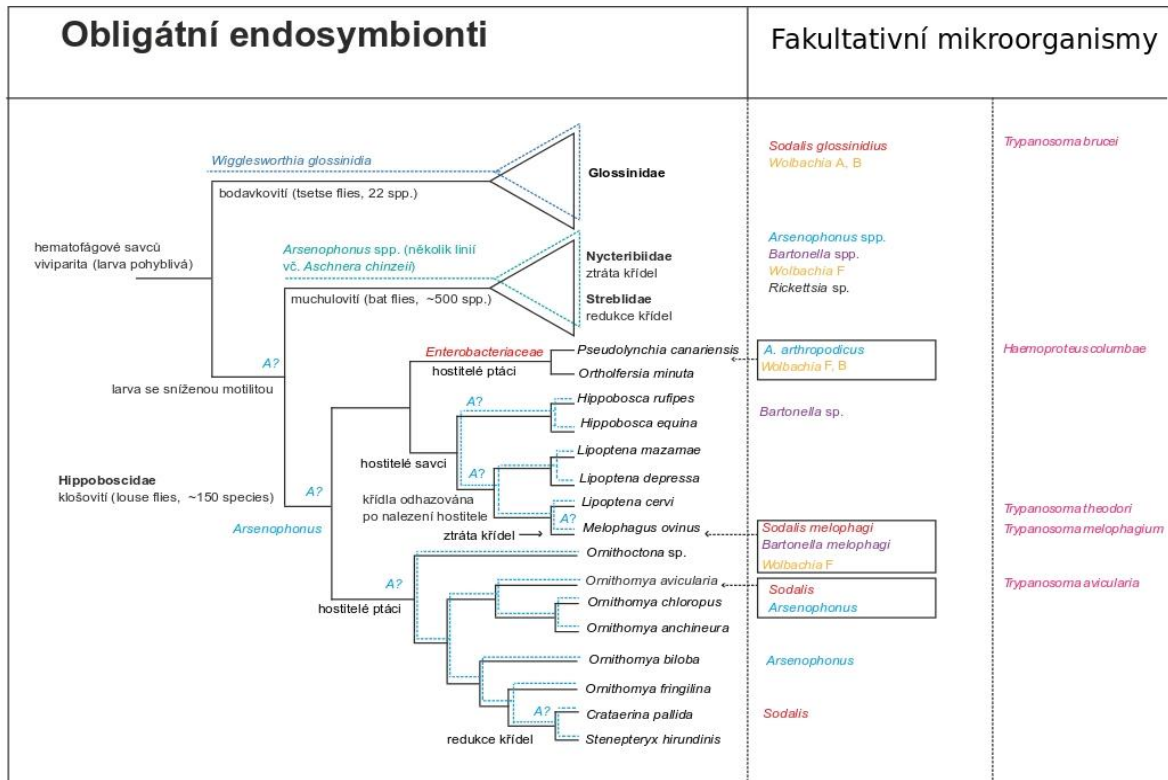 Obligátní endosymbionti
Fakultativní mikroorganismy
Wigglesworthia glossinidia
bodavkovití (tsetse flies, 22 spp.)
Glossinidae
Sodalis glossinidius
Wolbachia A, B
Trypanosoma brucei
hematofágové savců
viviparita (larva pohyblivá)
Arsenophonus spp. (několik linií
vč. Aschnera chinzeii)
muchulovití (bat flies, ~500 spp.)
Nycteribiidae
ztráta křídel
Streblidae
redukce křídel
Arsenophonus spp.
Bartonella spp.
Wolbachia F
Rickettsia sp.
A?
larva se sníženou motilitou
Enterobacteriaceae
hostitelé ptáci
Pseudolynchia canariensis
Ortholfersia minuta
A. arthropodicus
Wolbachia F, B
Haemoproteus columbae
A?
Hippobosca rufipes
Hippobosca equina
Bartonella sp.
hostitelé savci
A?
Lipoptena mazamae
Lipoptena depressa
Hippoboscidae
klošovití (louse flies, ~150 species)
A?
Arsenophonus
křídla odhazována
po nalezení hostitele
ztráta křídel
A?
Lipoptena cervi
Melophagus ovinus
Sodalis melophagi
Bartonella melophagi
Wolbachia F
Trypanosoma theodori
Trypanosoma melophagium
A?
hostitelé ptáci
Ornithoctona sp.
Ornithomya avicularia
Ornithomya chloropus
Ornithomya anchineura
Sodalis
Arsenophonus
Trypanosoma avicularia
Ornithomya biloba
Arsenophonus
Ornithomya fringilina
A?
redukce křídel
Crataerina pallida
Stenepteryx hirundinis
Sodalis